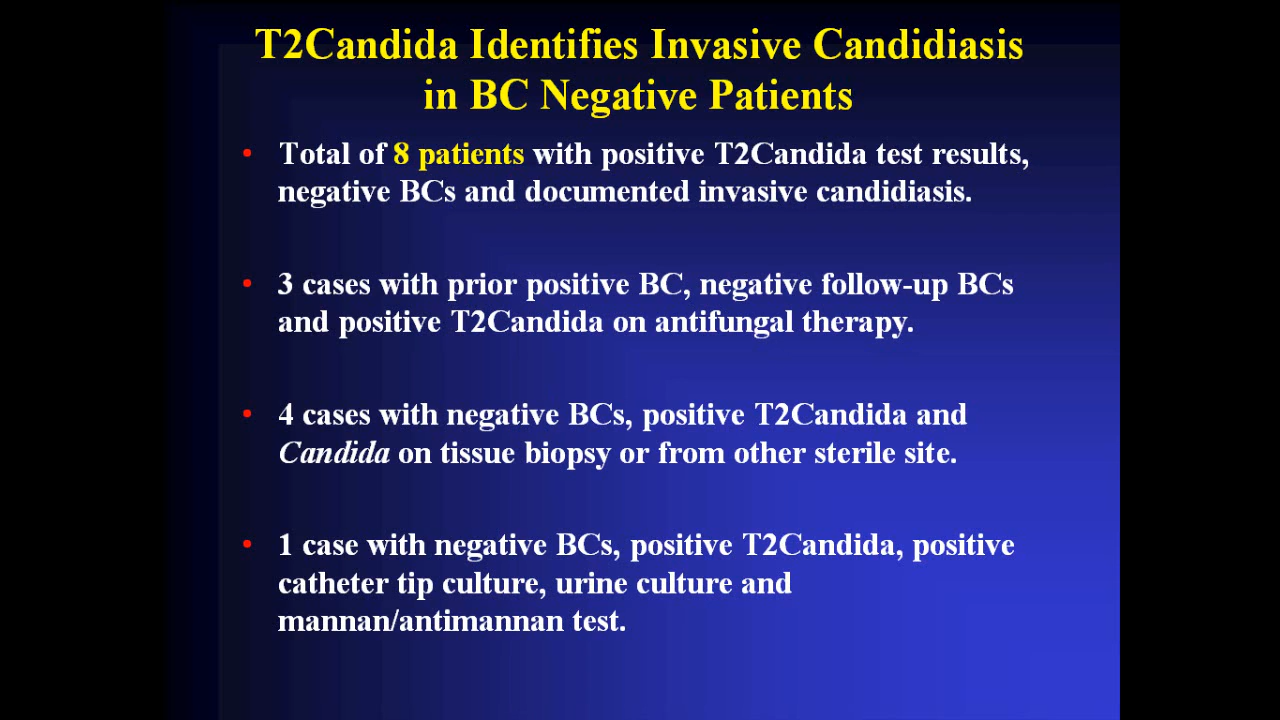 T2Candida Identifies Invasive Candidiasis
in BC Negative Patients
• Total of 8 patients with positive T2Candida test results,
negative BCs and documented invasive candidiasis.
• 3 cases with prior positive BC, negative follow-up BCs
and positive T2Candida on antifungal therapy.
• 4 cases with negative BCs, positive T2Candida and
Candida on tissue biopsy or from other sterile site.
• 1 case with negative BCs, positive T2Candida, positive
catheter tip culture, urine culture and
mannan/antimannan test.